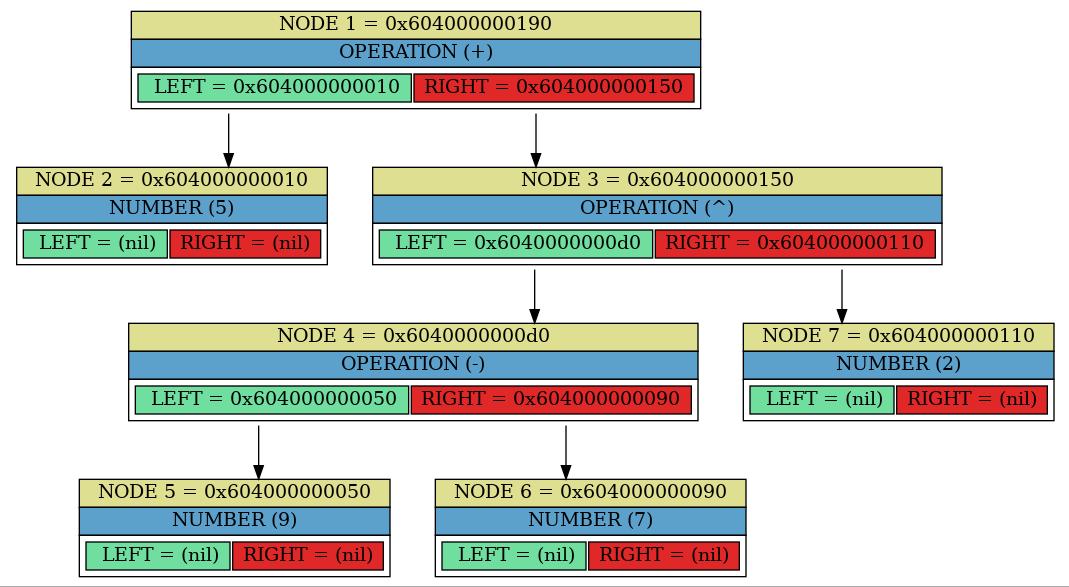 NODE 1 = 0x604000000190
OPERATION (+)
LEFT = 0x604000000010 RIGHT = 0x604000000150
NODE 2 = 0x604000000010
NUMBER (5)
LEFT = (nil) RIGHT = (nil)
NODE 3 = 0x604000000150
OPERATION (^)
LEFT = 0x6040000000d0 RIGHT = 0x604000000110
NODE 4 = 0x6040000000d0
OPERATION (-)
LEFT = 0x604000000050 RIGHT = 0x604000000090
NODE 7 = 0x604000000110
NUMBER (2)
LEFT = (nil) RIGHT = (nil)
NODE 5 = 0x604000000050
NUMBER (9)
LEFT = (nil) RIGHT = (nil)
NODE 6 = 0x604000000090
NUMBER (7)
LEFT = (nil) RIGHT = (nil)